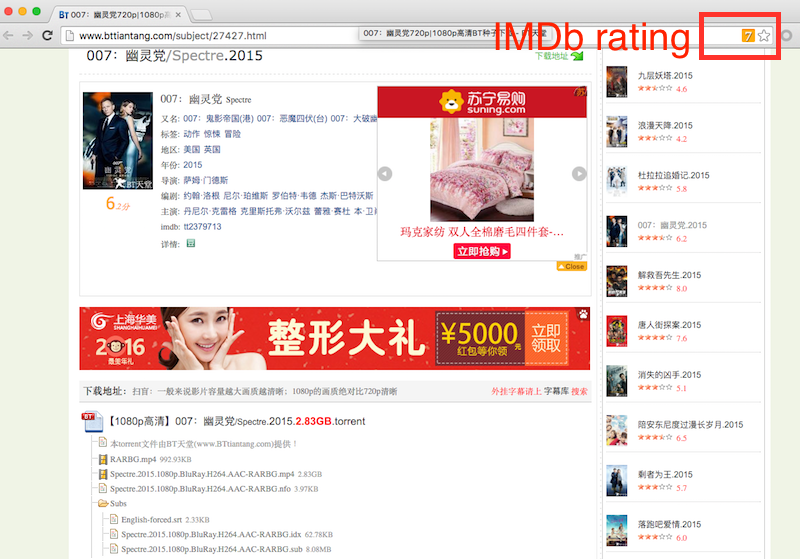 BT 007：幽灵党720p|1080p高
www.bttiantang.com/subject/27427.html
007：幽灵党720p|1080p高清BT种子下载 - BT天堂
IMDb rating
7
007：幽灵党/Spectre.2015
下载地址
007：幽灵党 Spectre
又名: 007：鬼影帝国(港) 007：恶魔四伏(台) 007：大破幽
标签: 动作 惊悚 冒险
地区: 美国 英国
年份: 2015
导演: 萨姆·门德斯
编剧: 约翰·洛根 尼尔·珀维斯 罗伯特·韦德 杰斯·巴特沃斯
主演: 丹尼尔·克雷格 克里斯托弗·沃尔兹 蕾雅·赛杜 本·卫
imdb: tt2379713
详情:
007
幽灵党
BT天堂
6.2分
苏宁易购
suning.com
玛克家纺 双人全棉磨毛四件套-...
立即抢购
推广
Close
上海华美
SHANGHAIHUAMEI
2016
最美年礼
整形大礼
¥5000元
红包等你领
立即
领取
下载地址: 扫盲：一般来说影片容量越大画质越清晰；1080p的画质绝对比720p清晰
外挂字幕请上 字幕库 搜索
BT
【1080p高清】007：幽灵党/Spectre.2015.2.83GB.torrent
本torrent文件由BT天堂(www.BTtiantang.com)提供！
RARBG.mp4 992.93KB
Spectre.2015.1080p.BluRay.H264.AAC-RARBG.mp4 2.83GB
Spectre.2015.1080p.BluRay.H264.AAC-RARBG.nfo 3.97KB
Subs
English-forced.srt 2.33KB
Spectre.2015.1080p.BluRay.H264.AAC-RARBG.idx 62.78KB
Spectre.2015.1080p.BluRay.H264.AAC-RARBG.sub 8.08MB
九层妖塔.2015
4.6
浪漫天降.2015
4.2
杜拉拉追婚记.2015
5.8
007：幽灵党.2015
6.2
解救吾先生.2015
8.0
唐人街探案.2015
7.6
消失的凶手.2015
5.1
陪安东尼度过漫长岁月.2015
6.5
剩者为王.2015
5.7
落跑吧爱情.2015
6.0